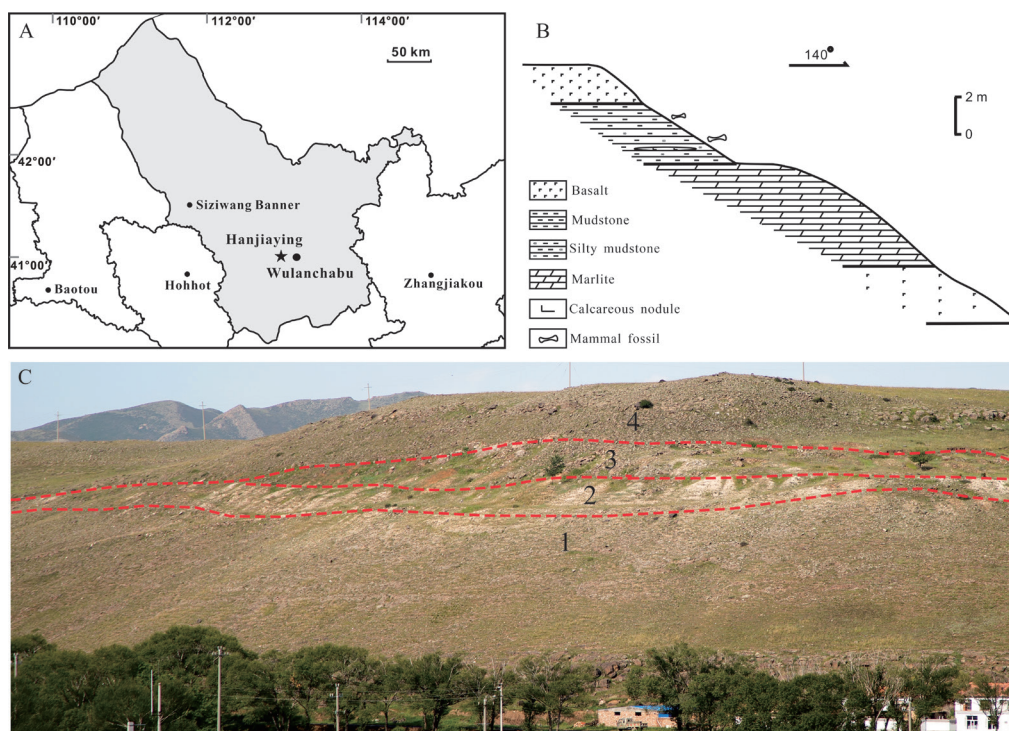 A
110°00′
112°00′
114°00′
50 km
42°00′
41°00′
Siziwang Banner
Hanjiaying
Wulanchabu
Baotou
Hohhot
Zhangjiakou
B
140°
2 m
0
Basalt
Mudstone
Silty mudstone
Marlite
Calcareous nodule
Mammal fossil
C
4
3
2
1